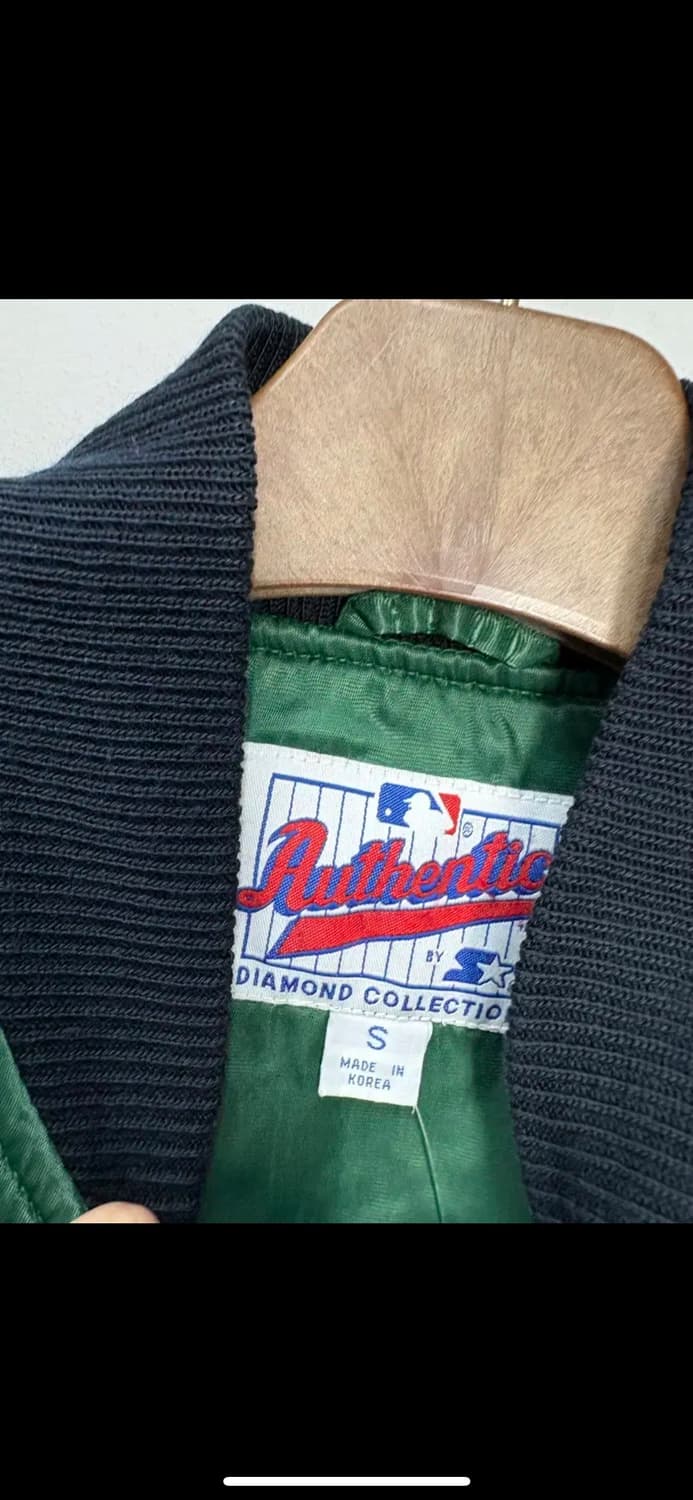 ®
Authentic
BY
DIAMOND COLLECTIO
S
MADE IN
KOREA